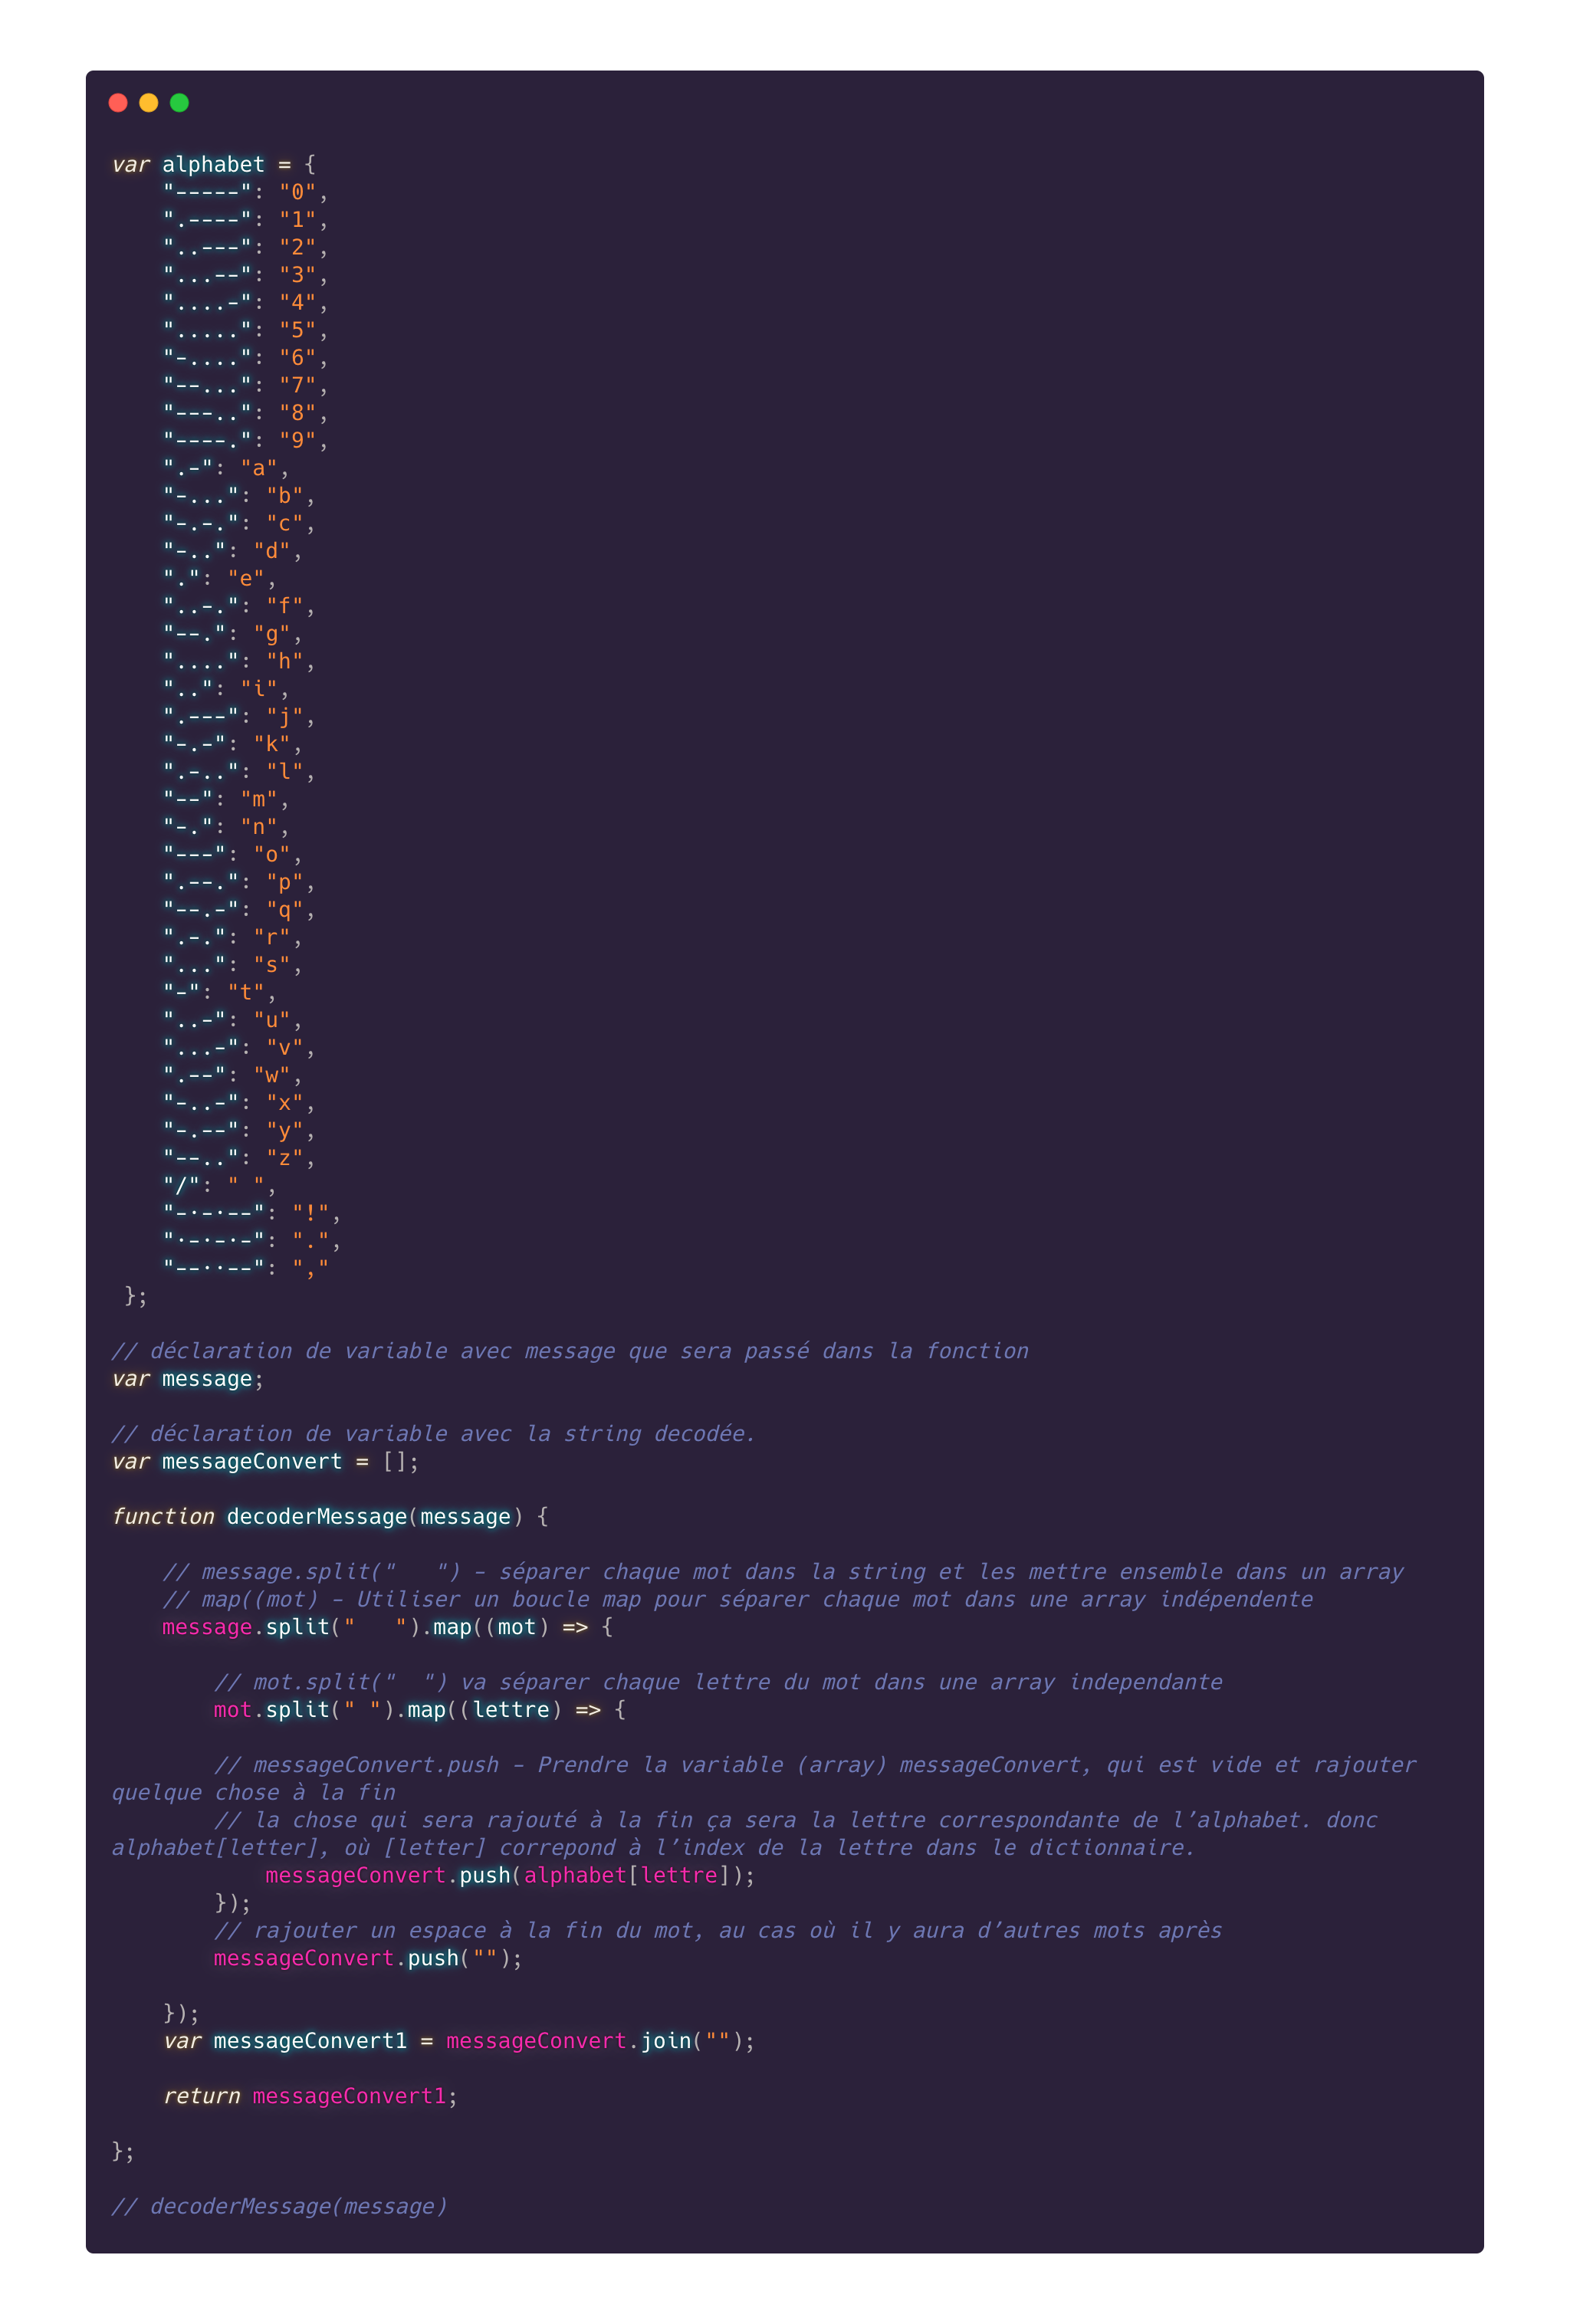 var alphabet = {
    "-----": "0",
    ".----": "1",
    "..---": "2",
    "...--": "3",
    "....-": "4",
    ".....": "5",
    "-....": "6",
    "--...": "7",
    "---..": "8",
    "----.": "9",
    ".-": "a",
    "-...": "b",
    "-.-.": "c",
    "-..": "d",
    ".": "e",
    "..-.": "f",
    "--.": "g",
    "....": "h",
    "..": "i",
    ".---": "j",
    "-.-": "k",
    ".-..": "l",
    "--": "m",
    "-.": "n",
    "---": "o",
    ".--.": "p",
    "--.-": "q",
    ".-.": "r",
    "...": "s",
    "-": "t",
    "..-": "u",
    "...-": "v",
    ".--": "w",
    "-..-": "x",
    "-.--": "y",
    "--..": "z",
    "/": " ",
    "-·-·--": "!",
    "·-·-·-": ".",
    "--··--": ","
 };

// déclaration de variable avec message que sera passé dans la fonction
var message;

// déclaration de variable avec la string decodée.
var messageConvert = [];

function decoderMessage(message) {

    // message.split("   ") - séparer chaque mot dans la string et les mettre ensemble dans un array
    // map((mot) - Utiliser un boucle map pour séparer chaque mot dans une array indépendente
    message.split("   ").map((mot) => {

        // mot.split("  ") va séparer chaque lettre du mot dans une array independante
        mot.split(" ").map((lettre) => {

        // messageConvert.push - Prendre la variable (array) messageConvert, qui est vide et rajouter
quelque chose à la fin
        // la chose qui sera rajouté à la fin ça sera la lettre correspondante de l’alphabet. donc
alphabet[letter], où [letter] correpond à l’index de la lettre dans le dictionnaire.
            messageConvert.push(alphabet[lettre]);
        });
        // rajouter un espace à la fin du mot, au cas où il y aura d’autres mots après
        messageConvert.push("");

    });
    var messageConvert1 = messageConvert.join("");

    return messageConvert1;

};

// decoderMessage(message)